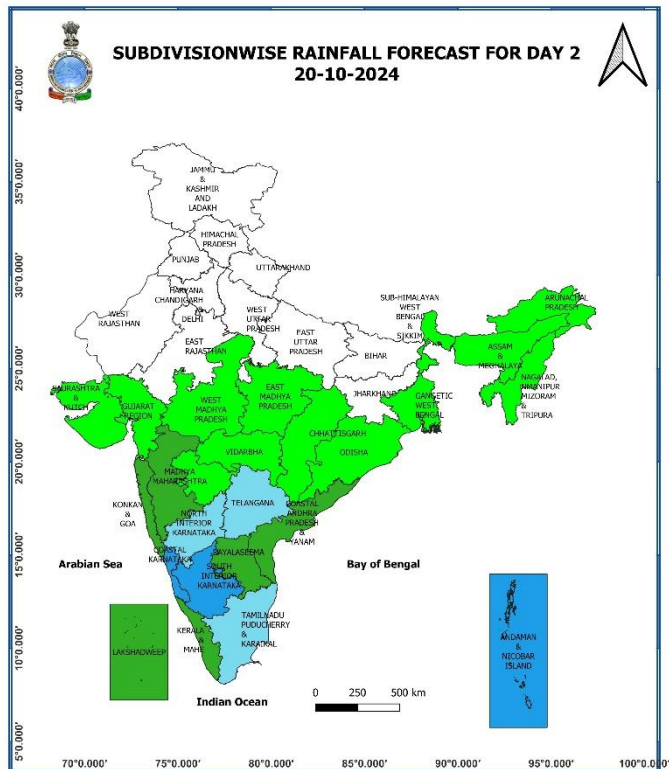 SUBDIVISIONWISE RAINFALL FORECAST FOR DAY 2
20-10-2024
40°0.000'
35°0.000'
30°0.000'
25°0.000'
20°0.000'
15°0.000'
10°0.000'
5°0.000'
JAMMU
&
KASHMIR
AND
LADAKH
HIMACHAL
PRADESH
PUNJAB
UTTARAKHAND
HARYANA
CHANDIGARH
&
DELHI
WEST
RAJASTHAN
EAST
RAJASTHAN
WEST
UTTAR
PRADESH
EAST
UTTAR
PRADESH
BIHAR
SUB-HIMALAYAN
WEST
BENGAL
&
SIKKIM
ARUNACHAL
PRADESH
ASSAM
&
MEGHALAYA
NAGALAD,
MANIPUR
MIZORAM
&
TRIPURA
JHARKHAND
GANGETIC
WEST
BENGAL
SAURASHTRA
&
KUTCH
GUJARAT
REGION
WEST
MADHYA
PRADESH
EAST
MADHYA
PRADESH
CHHATTISGARH
ODISHA
VIDARBHA
MADHYA
MAHARASHTRA
KONKAN
&
GOA
TELANGANA
NORTH
INTERIOR
KARNATAKA
COASTAL
ANDHRA
PRADESH
&
YANAM
COASTAL
KARNATAKA
RAYALASEEMA
SOUTH
INTERIOR
KARNATAKA
TAMILNADU
PUDUCHERRY
&
KARAIKAL
KERALA
&
MAHE
LAKSHADWEEP
ANDAMAN
&
NICOBAR
ISLAND
Arabian Sea
Bay of Bengal
Indian Ocean
0 250 500 km
70°0.000' 75°0.000' 80°0.000' 85°0.000' 90°0.000' 95°0.000' 100°0.000'